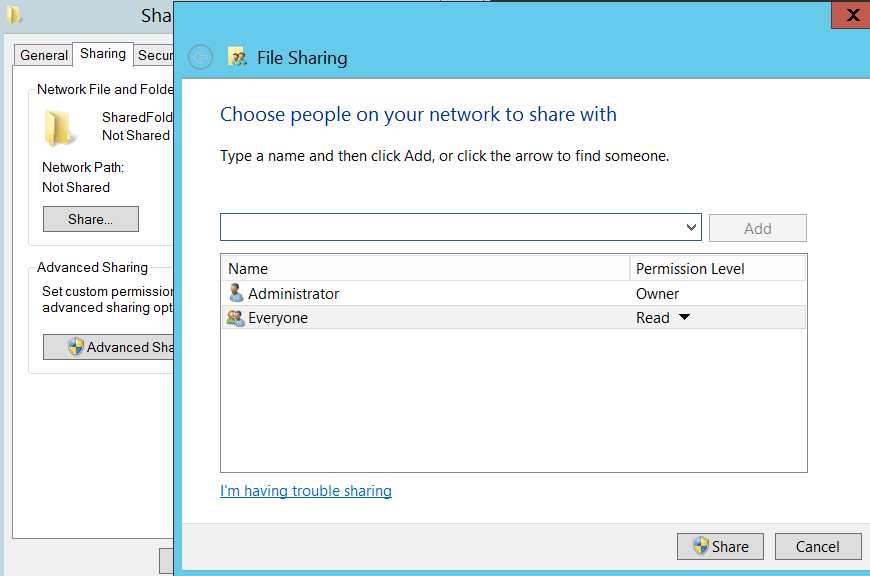 Sha
General
Sharing
Secur
Network File and Folde
SharedFold
Not Shared
Network Path:
Not Shared
Share...
Advanced Sharing
Set custom permission
advanced sharing opt
Advanced Sha
X
File Sharing
Choose people on your network to share with
Type a name and then click Add, or click the arrow to find someone.
Add
Name Permission Level
Administrator Owner
Everyone Read
I'm having trouble sharing
Share Cancel